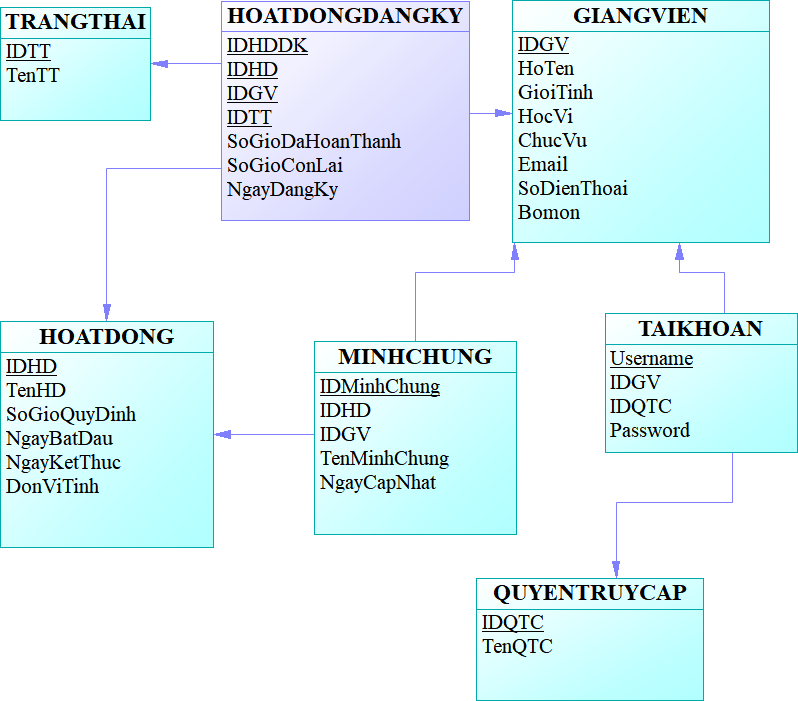 TRANGTHAI
IDTT
TenTT
HOATDONGDANGKY
IDHDDK
IDHD
IDGV
IDTT
SoGioDaHoanThanh
SoGioConLai
NgayDangKy
GIANGVIEN
IDGV
HoTen
GioiTinh
HocVi
ChucVu
Email
SoDienThoai
Bomon
HOATDONG
IDHD
TenHD
SoGioQuyDinh
NgayBatDau
NgayKetThuc
DonViTinh
MINHCHUNG
IDMinhChung
IDHD
IDGV
TenMinhChung
NgayCapNhat
TAIKHOAN
Username
IDGV
IDQTC
Password
QUYENTRUYCAP
IDQTC
TenQTC